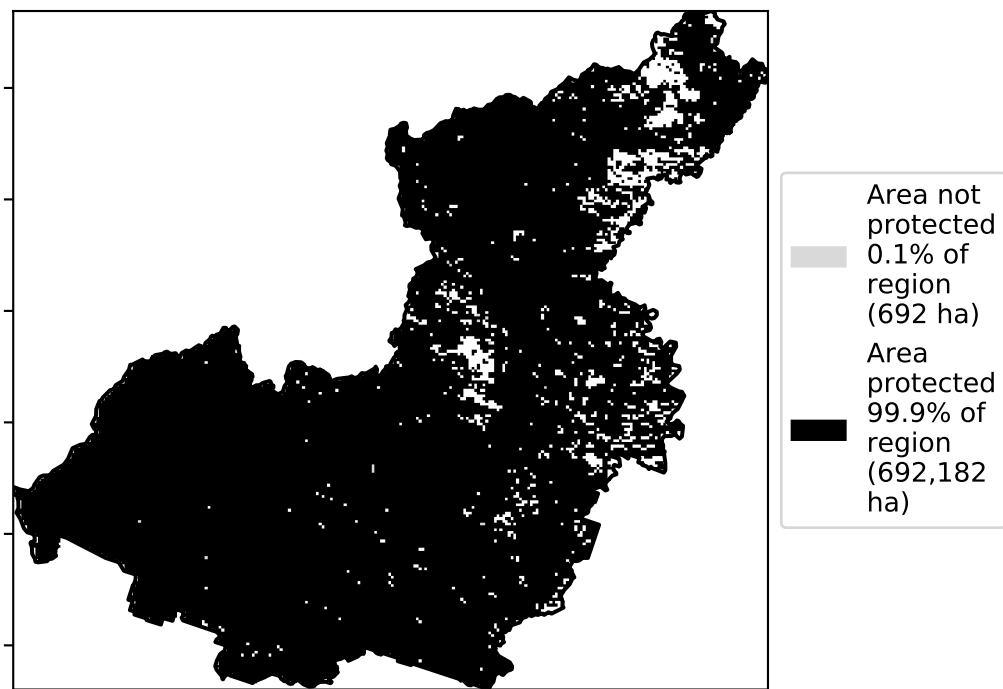 Area not
protected
0.1% of
region
(692 ha)
Area
protected
99.9% of
region
(692,182
ha)